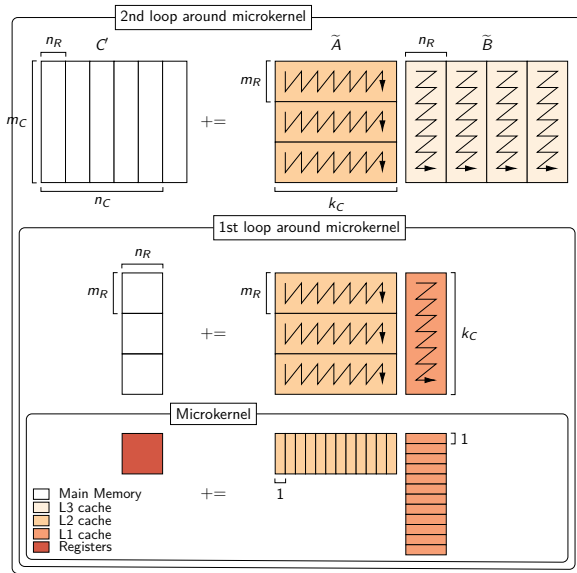 2nd loop around microkernel
n_R C′ Ã n_R B̃
m_C m_R +=
n_C k_C
1st loop around microkernel
n_R
m_R += m_R k_C
Microkernel
1
+= 1
Main Memory
L3 cache
L2 cache
L1 cache
Registers